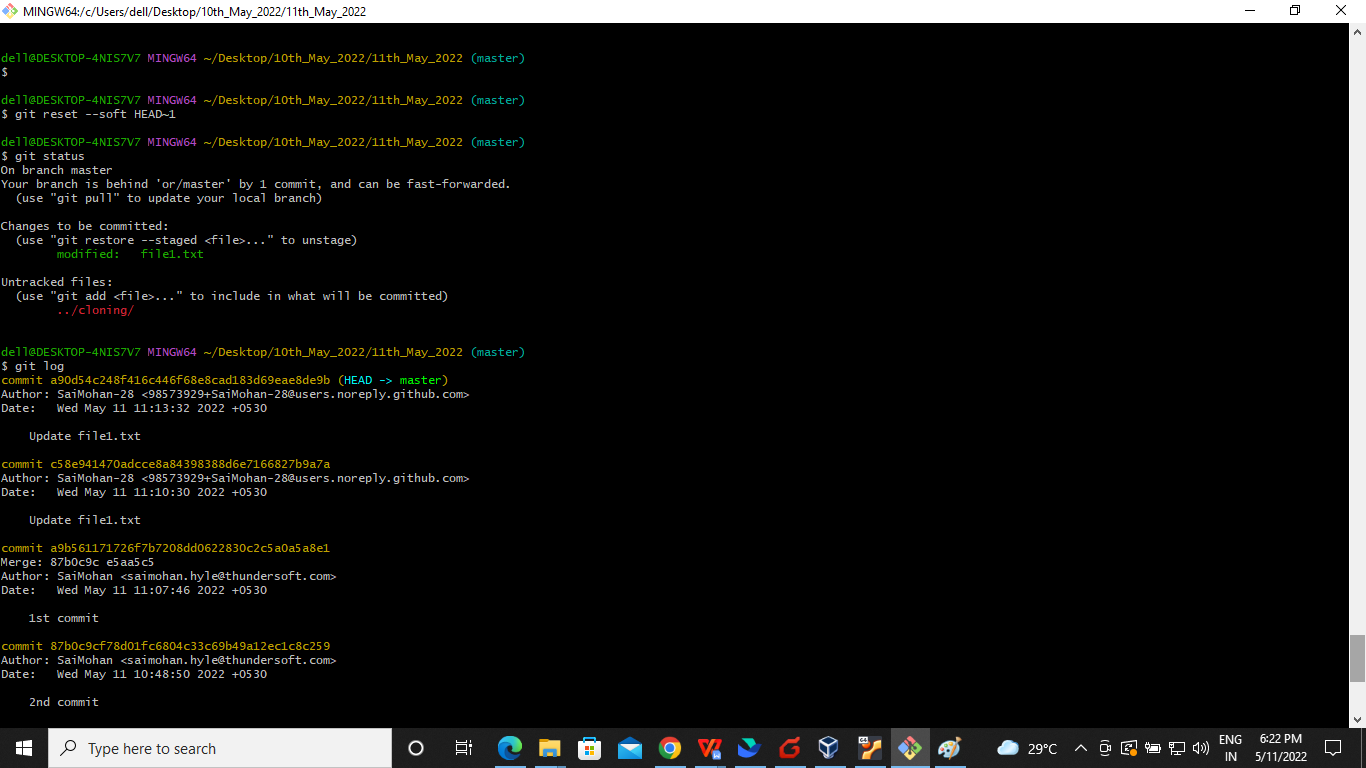 MINGW64:/c/Users/dell/Desktop/10th_May_2022/11th_May_2022
dell@DESKTOP-4NIS7V7 MINGW64 ~/Desktop/10th_May_2022/11th_May_2022 (master)
$
dell@DESKTOP-4NIS7V7 MINGW64 ~/Desktop/10th_May_2022/11th_May_2022 (master)
$ git reset --soft HEAD~1
dell@DESKTOP-4NIS7V7 MINGW64 ~/Desktop/10th_May_2022/11th_May_2022 (master)
$ git status
On branch master
Your branch is behind 'or/master' by 1 commit, and can be fast-forwarded.
  (use "git pull" to update your local branch)
Changes to be committed:
  (use "git restore --staged <file>..." to unstage)
        modified:   file1.txt
Untracked files:
  (use "git add <file>..." to include in what will be committed)
        ../cloning/
dell@DESKTOP-4NIS7V7 MINGW64 ~/Desktop/10th_May_2022/11th_May_2022 (master)
$ git log
commit a90d54c248f416c446f68e8cad183d69eae8de9b (HEAD -> master)
Author: SaiMohan-28 <98573929+SaiMohan-28@users.noreply.github.com>
Date:   Wed May 11 11:13:32 2022 +0530
    Update file1.txt
commit c58e941470adcce8a84398388d6e7166827b9a7a
Author: SaiMohan-28 <98573929+SaiMohan-28@users.noreply.github.com>
Date:   Wed May 11 11:10:30 2022 +0530
    Update file1.txt
commit a9b561171726f7b7208dd0622830c2c5a0a5a8e1
Merge: 87b0c9c e5aa5c5
Author: SaiMohan <saimohan.hyle@thundersoft.com>
Date:   Wed May 11 11:07:46 2022 +0530
    1st commit
commit 87b0c9cf78d01fc6804c33c69b49a12ec1c8c259
Author: SaiMohan <saimohan.hyle@thundersoft.com>
Date:   Wed May 11 10:48:50 2022 +0530
    2nd commit
Type here to search
29°C
ENG
IN
6:22 PM
5/11/2022